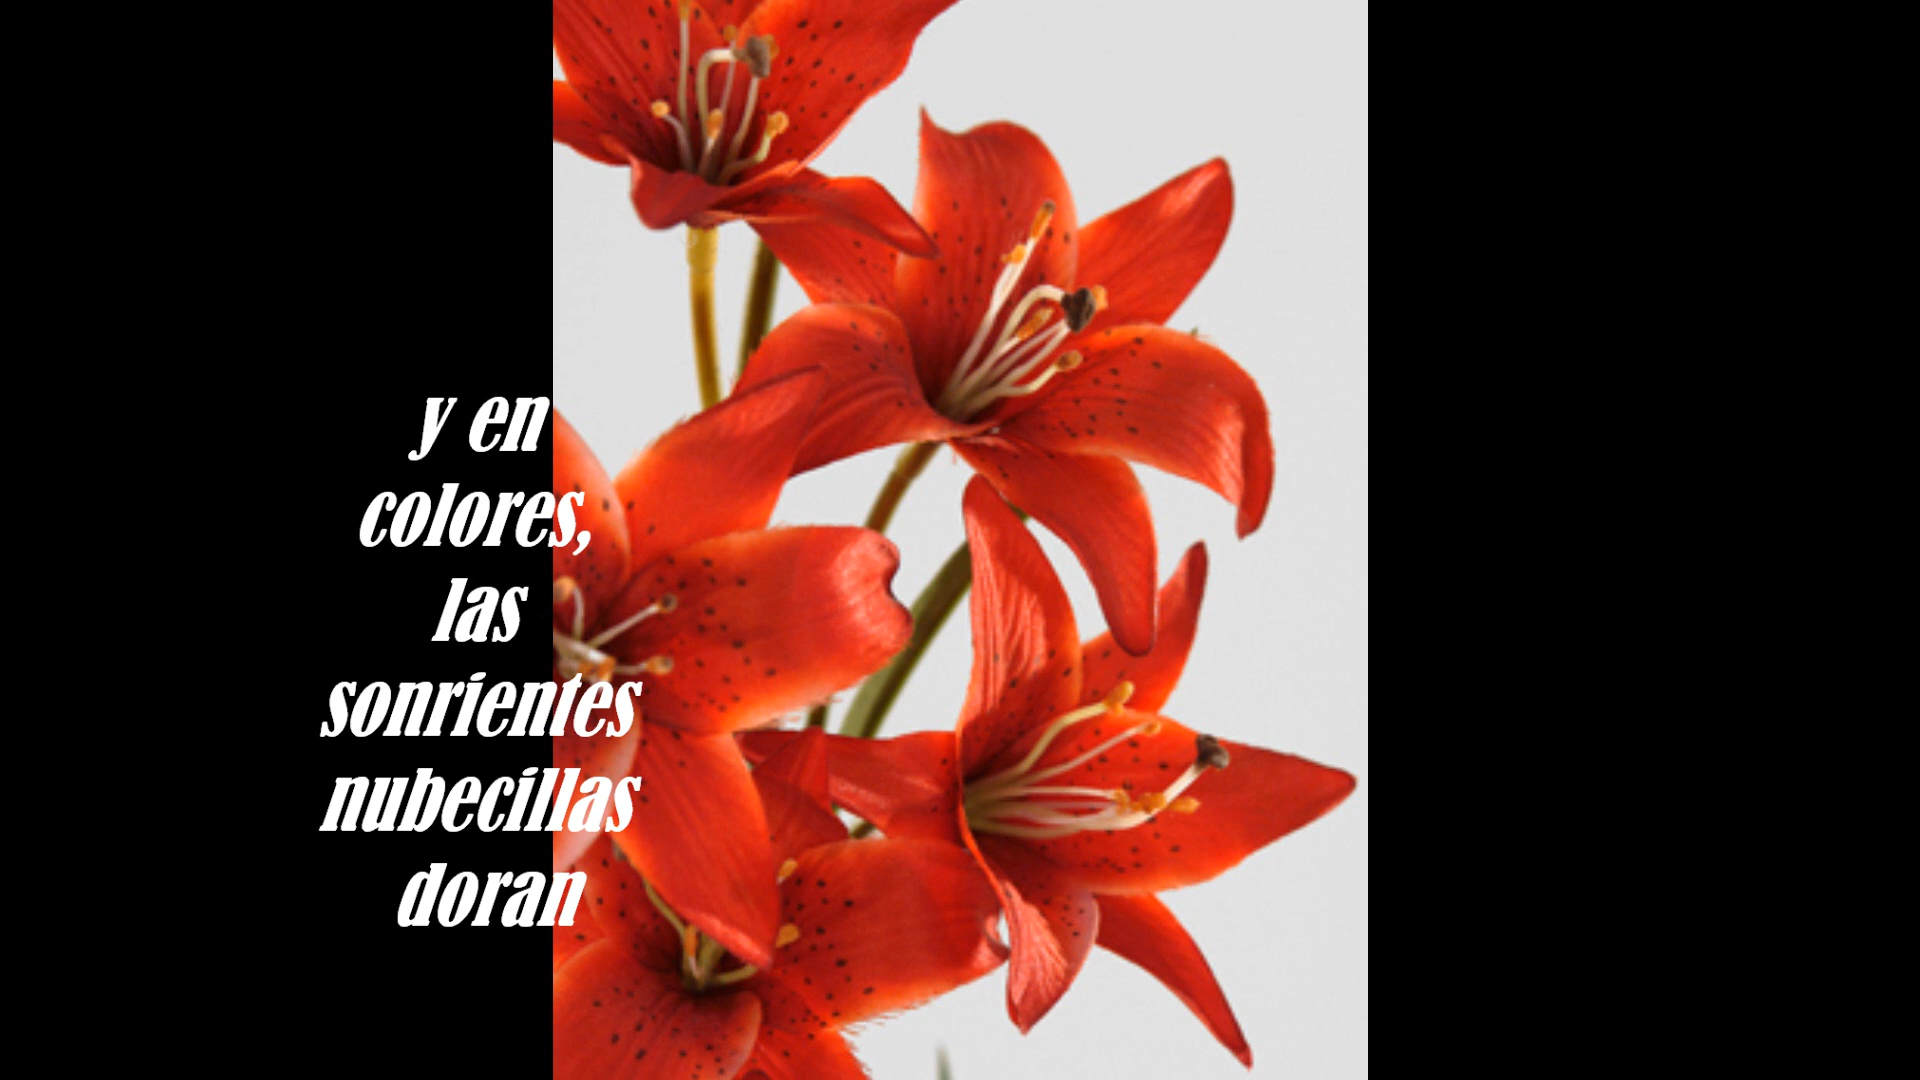 y en
colores,
las
sonrientes
nubecillas
doran